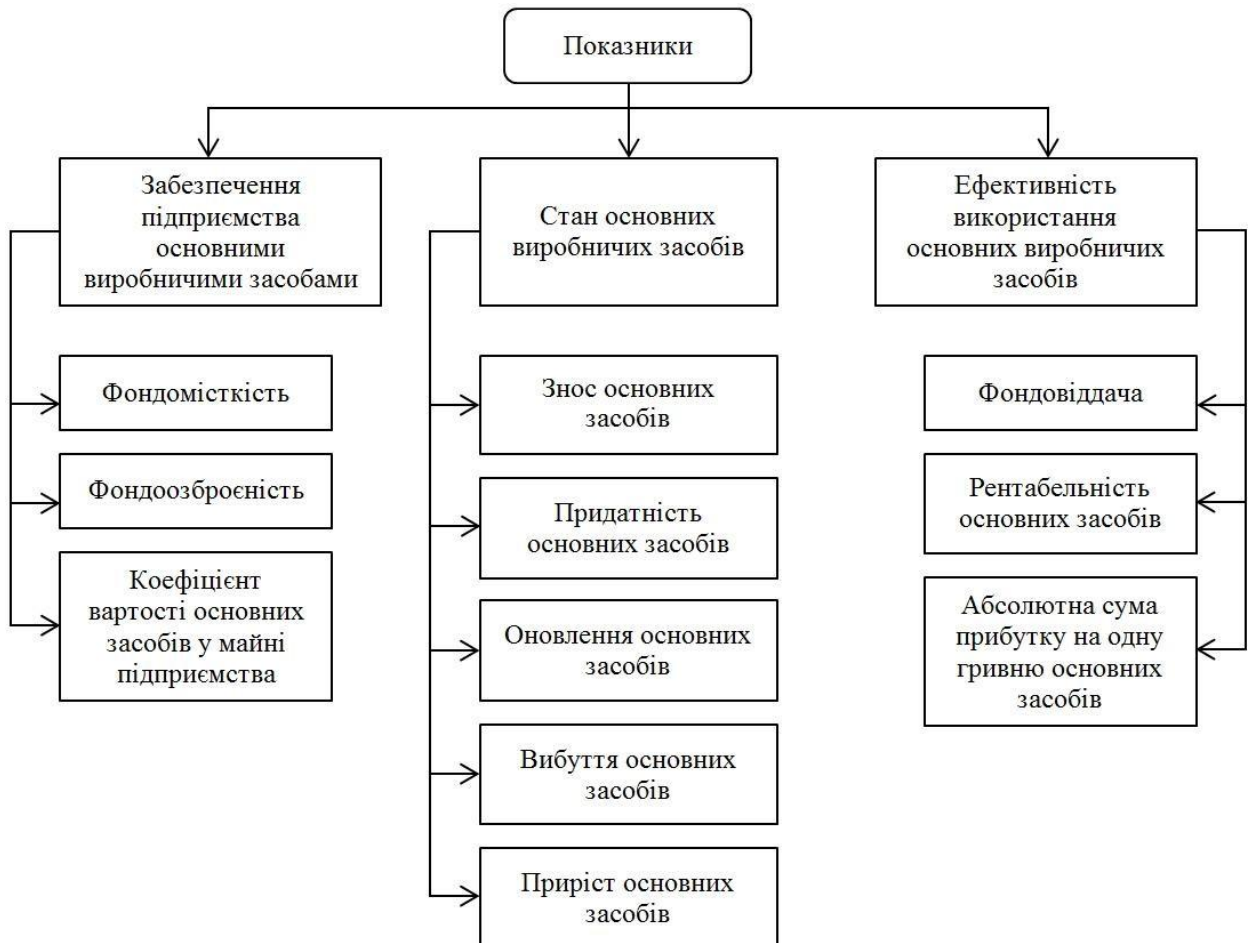 Показники
Забезпечення
підприємства
основними
виробничими засобами
Фондомісткість
Фондоозброєність
Коефіцієнт
вартості основних
засобів у майні
підприємства
Стан основних
виробничих засобів
Знос основних
засобів
Придатність
основних засобів
Оновлення основних
засобів
Вибуття основних
засобів
Приріст основних
засобів
Ефективність
використання
основних виробничих
засобів
Фондовіддача
Рентабельність
основних засобів
Абсолютна сума
прибутку на одну
гривню основних
засобів